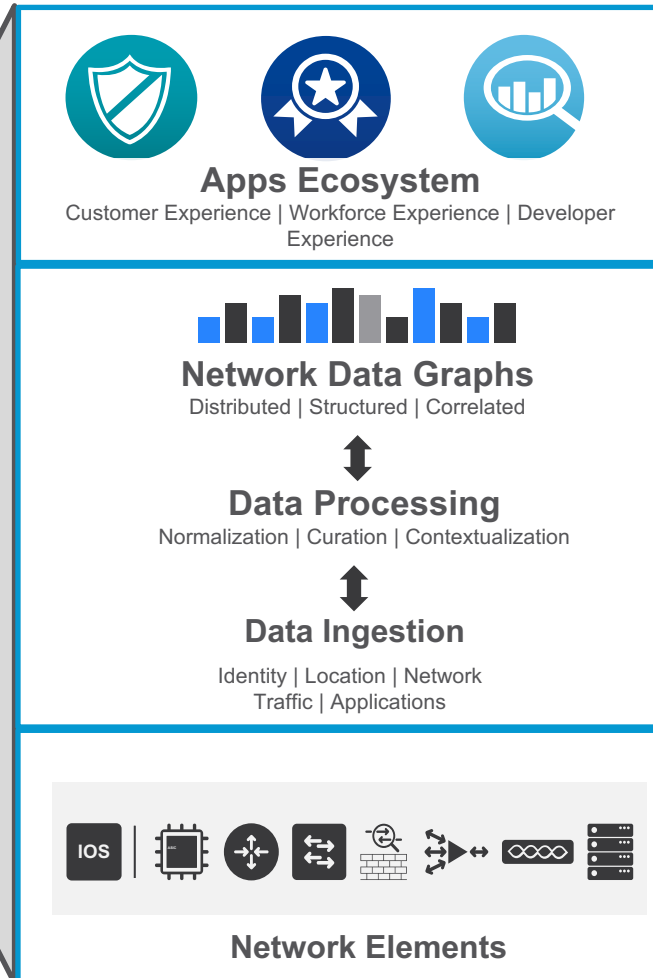 Apps Ecosystem
Customer Experience | Workforce Experience | Developer
Experience
Network Data Graphs
Distributed | Structured | Correlated
Data Processing
Normalization | Curation | Contextualization
Data Ingestion
Identity | Location | Network
Traffic | Applications
IOS
ASIC
Network Elements